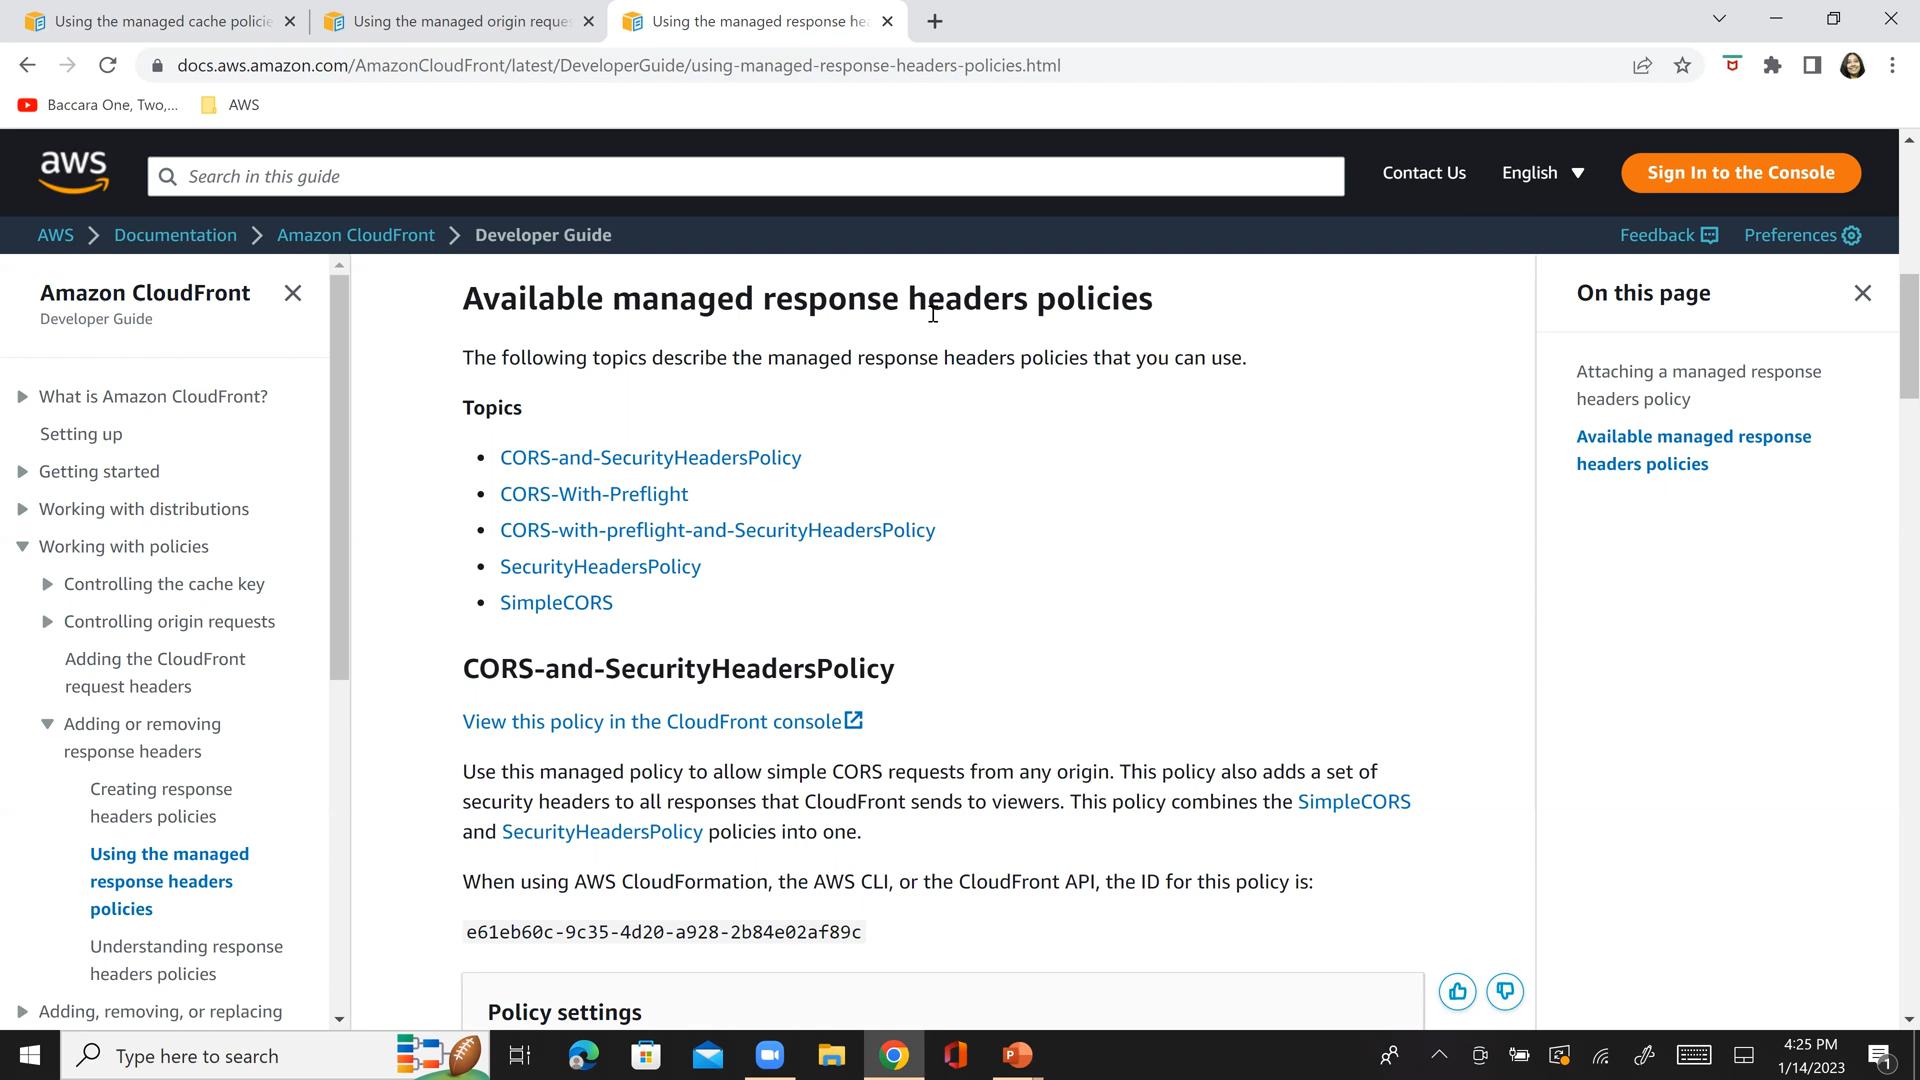 Using the managed cache policie
Using the managed origin reques
Using the managed response hea
docs.aws.amazon.com/AmazonCloudFront/latest/DeveloperGuide/using-managed-response-headers-policies.html
Baccara One, Two,...
AWS
aws
Search in this guide
Contact Us
English
Sign In to the Console
AWS
Documentation
Amazon CloudFront
Developer Guide
Feedback
Preferences
Amazon CloudFront
Developer Guide
What is Amazon CloudFront?
Setting up
Getting started
Working with distributions
Working with policies
Controlling the cache key
Controlling origin requests
Adding the CloudFront
request headers
Adding or removing
response headers
Creating response
headers policies
Using the managed
response headers
policies
Understanding response
headers policies
Adding, removing, or replacing
Available managed response headers policies
The following topics describe the managed response headers policies that you can use.
Topics
• CORS-and-SecurityHeadersPolicy
• CORS-With-Preflight
• CORS-with-preflight-and-SecurityHeadersPolicy
• SecurityHeadersPolicy
• SimpleCORS
CORS-and-SecurityHeadersPolicy
View this policy in the CloudFront console
Use this managed policy to allow simple CORS requests from any origin. This policy also adds a set of
security headers to all responses that CloudFront sends to viewers. This policy combines the SimpleCORS
and SecurityHeadersPolicy policies into one.
When using AWS CloudFormation, the AWS CLI, or the CloudFront API, the ID for this policy is:
e61eb60c-9c35-4d20-a928-2b84e02af89c
Policy settings
On this page
Attaching a managed response
headers policy
Available managed response
headers policies
Type here to search
P
4:25 PM
1/14/2023
1